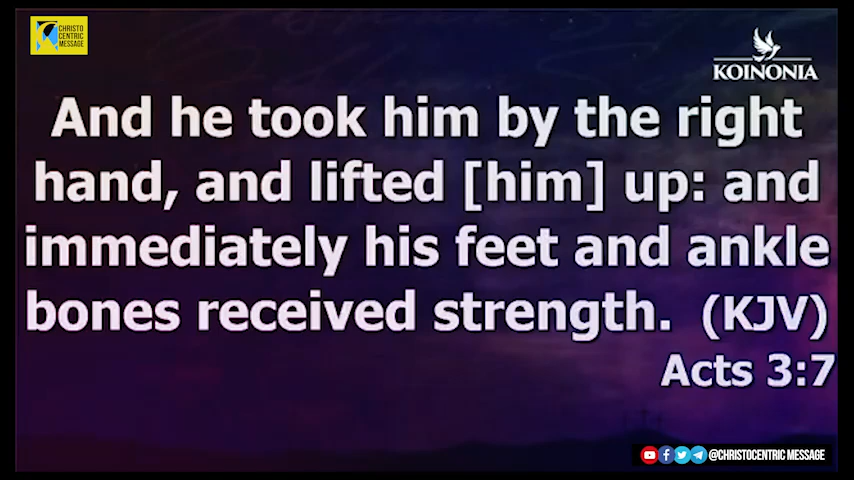 CHRISTO
CENTRIC
MESSAGE
KOINONIA
And he took him by the right
hand, and lifted [him] up: and
immediately his feet and ankle
bones received strength. (KJV)
Acts 3:7
@CHRISTOCENTRIC MESSAGE